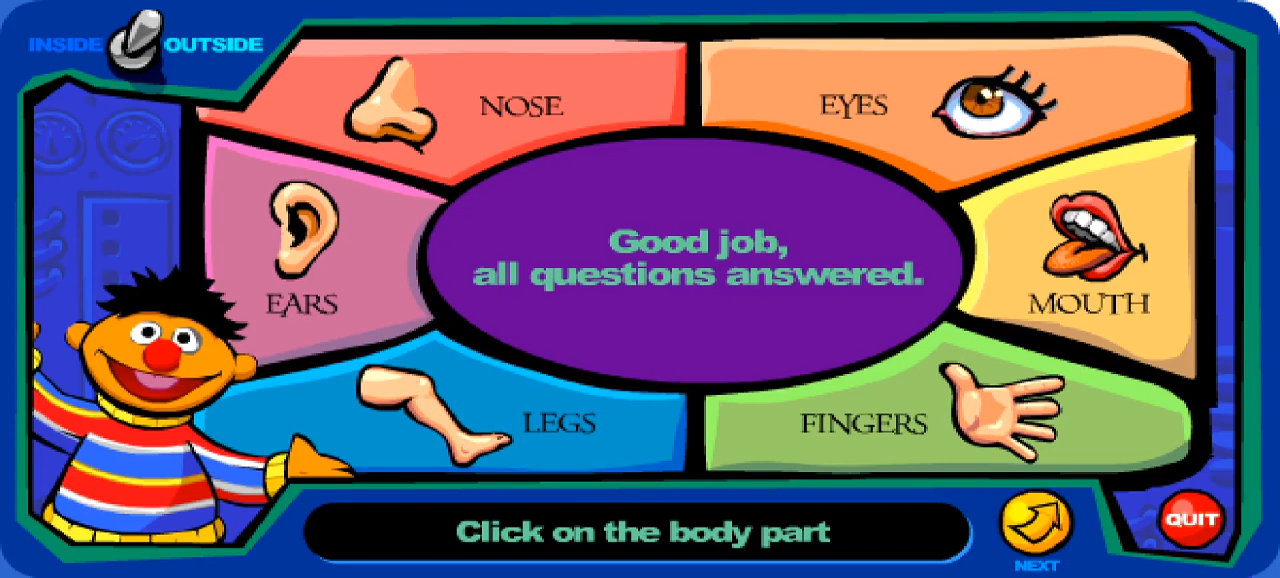 INSIDE OUTSIDE
NOSE
EYES
EARS
Good job,
all questions answered.
MOUTH
LEGS
FINGERS
Click on the body part
NEXT
QUIT